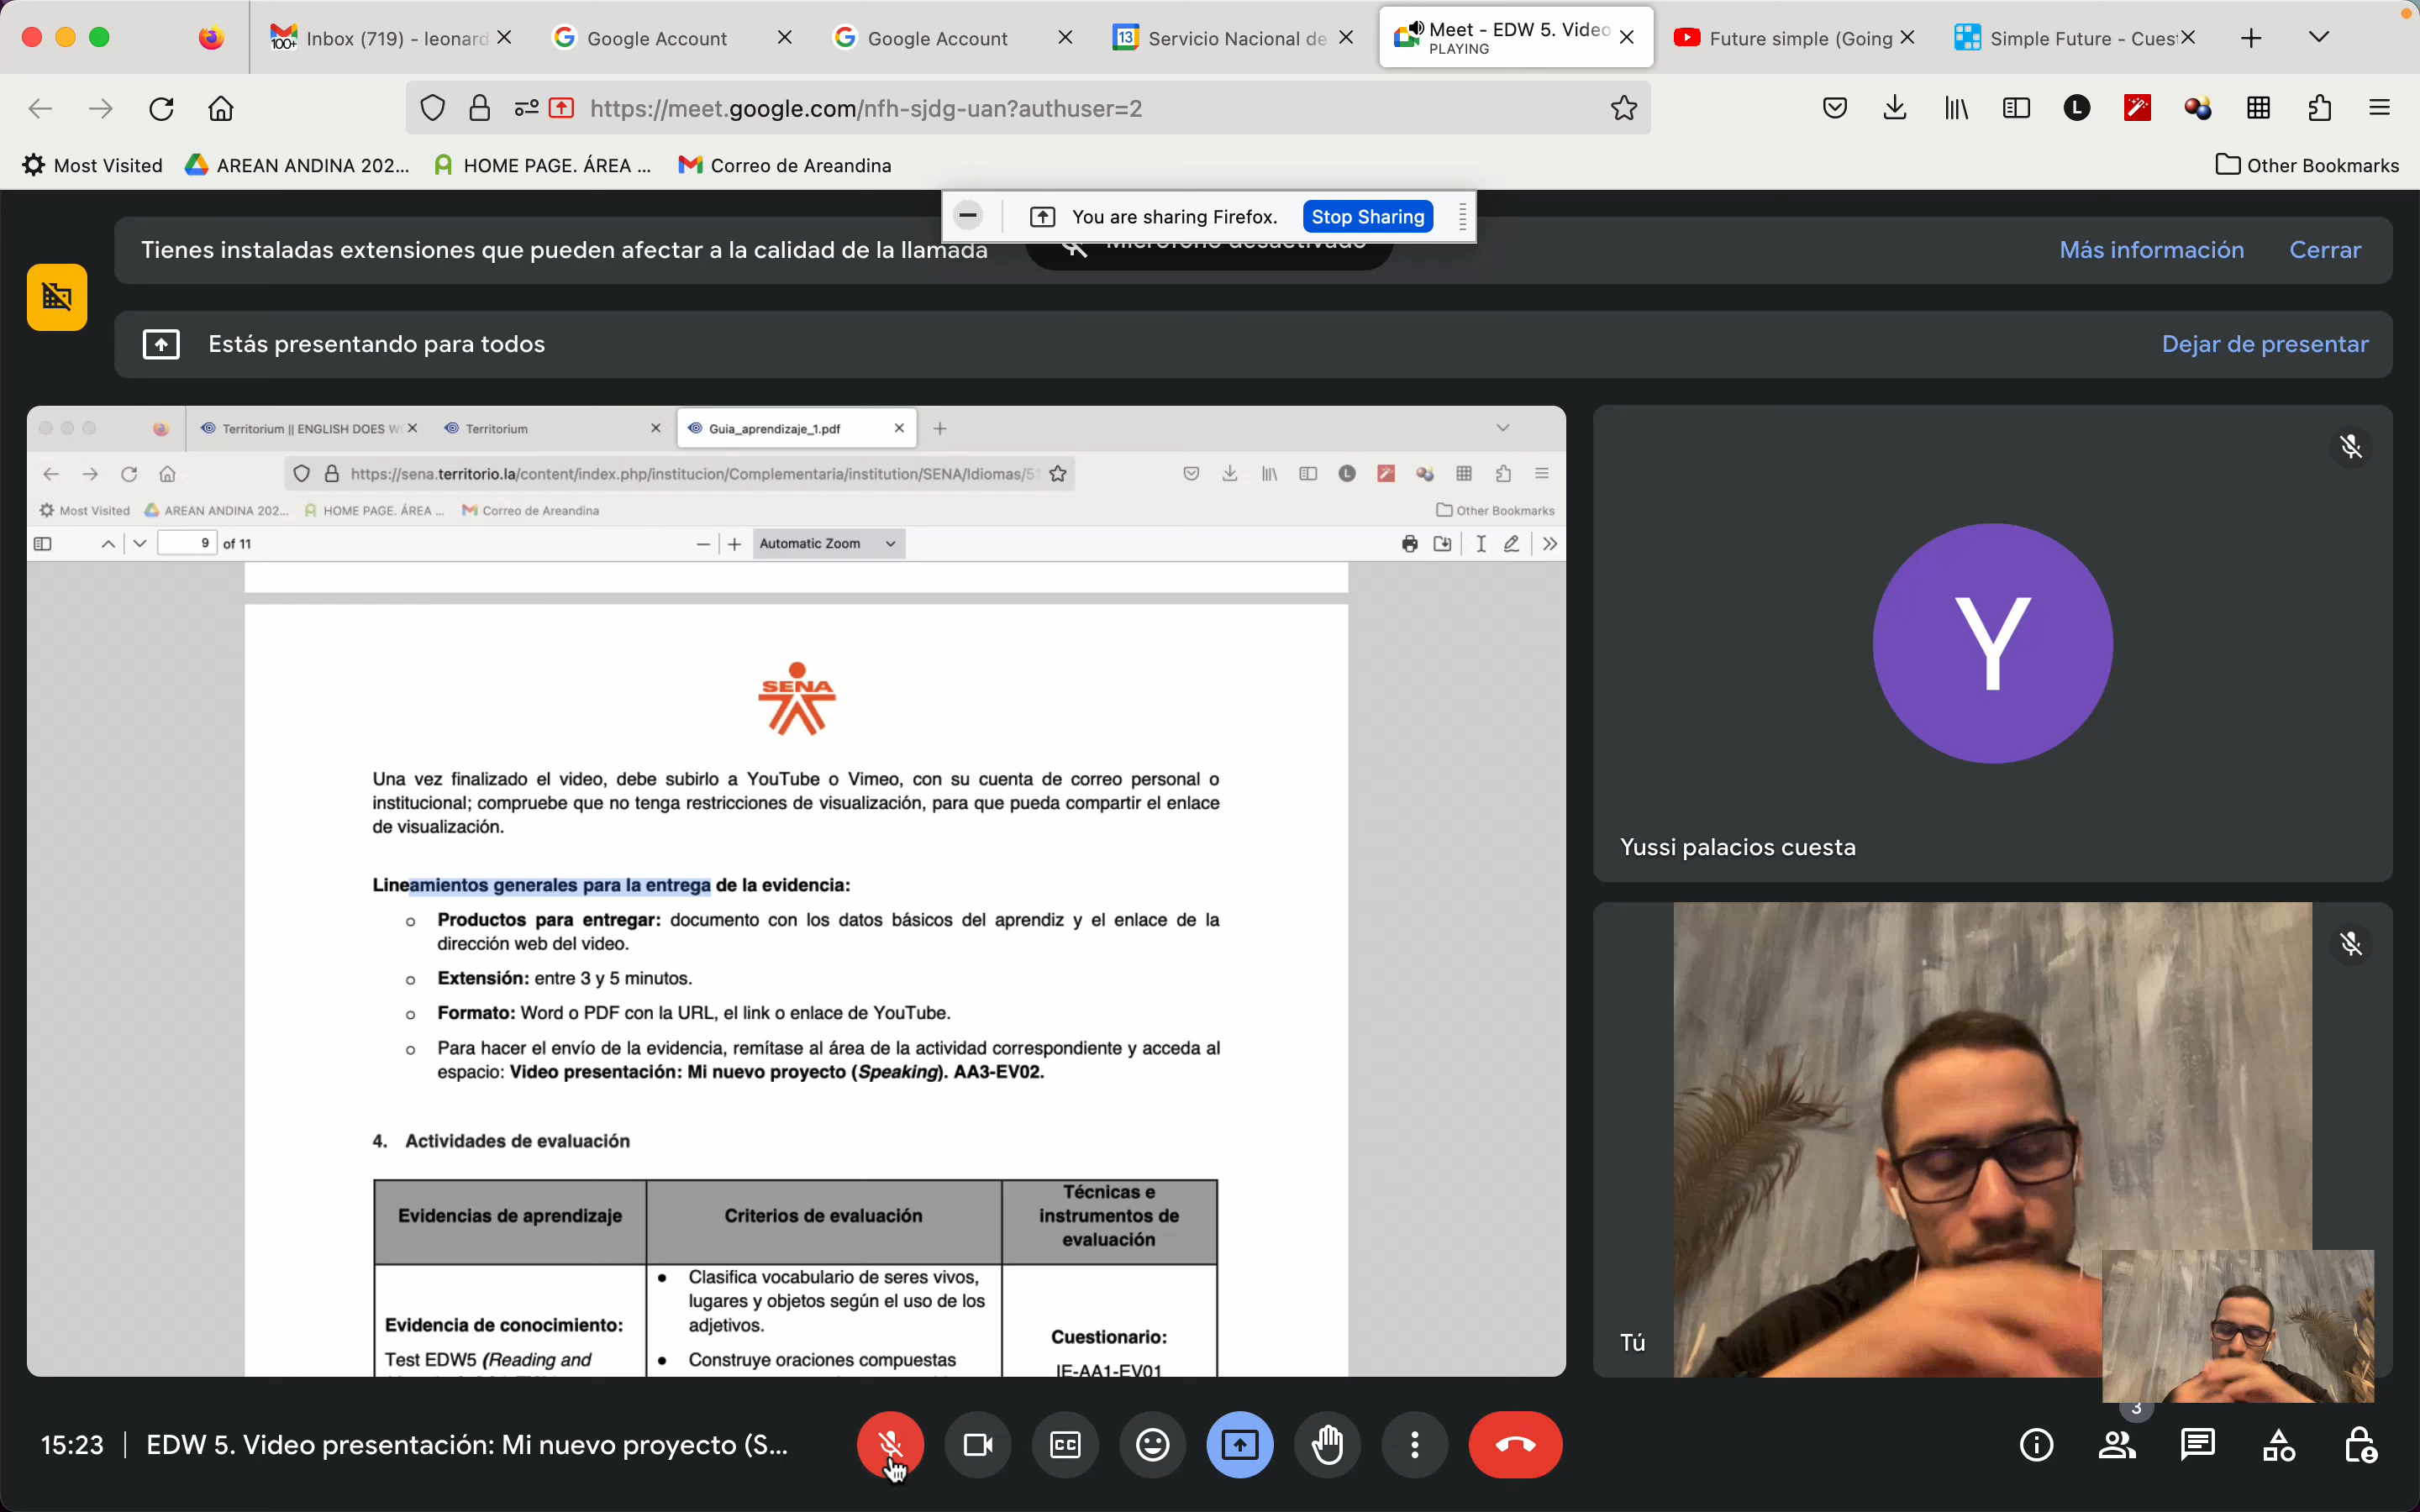 Inbox (719) - leonard
Google Account
Google Account
13
Servicio Nacional de
Meet - EDW 5. Video
PLAYING
Future simple (Going
Simple Future - Cues
https://meet.google.com/nfh-sjdg-uan?authuser=2
L
Most Visited
AREAN ANDINA 202...
HOME PAGE. ÁREA ...
Correo de Areandina
Other Bookmarks
You are sharing Firefox.
Stop Sharing
Tienes instaladas extensiones que pueden afectar a la calidad de la llamada
Micrófono desactivado
Más información
Cerrar
Estás presentando para todos
Dejar de presentar
Territorium || ENGLISH DOES W
Territorium
Guia_aprendizaje_1.pdf
https://sena.territorio.la/content/index.php/institucion/Complementaria/institution/SENA/Idiomas/5
L
Most Visited
AREAN ANDINA 202...
HOME PAGE. ÁREA ...
Correo de Areandina
Other Bookmarks
9 of 11
Automatic Zoom
SENA
Una vez finalizado el video, debe subirlo a YouTube o Vimeo, con su cuenta de correo personal o
institucional; compruebe que no tenga restricciones de visualización, para que pueda compartir el enlace
de visualización.
Lineamientos generales para la entrega de la evidencia:
o Productos para entregar: documento con los datos básicos del aprendiz y el enlace de la
dirección web del video.
o Extensión: entre 3 y 5 minutos.
o Formato: Word o PDF con la URL, el link o enlace de YouTube.
o Para hacer el envío de la evidencia, remítase al área de la actividad correspondiente y acceda al
espacio: Video presentación: Mi nuevo proyecto (Speaking). AA3-EV02.
4. Actividades de evaluación
Evidencias de aprendizaje
Criterios de evaluación
Técnicas e
instrumentos de
evaluación
Evidencia de conocimiento:
Test EDW5 (Reading and
• Clasifica vocabulario de seres vivos,
lugares y objetos según el uso de los
adjetivos.
• Construye oraciones compuestas
Cuestionario:
IE-AA1-EV01
Y
Yussi palacios cuesta
Tú
15:23
EDW 5. Video presentación: Mi nuevo proyecto (S...
CC
3